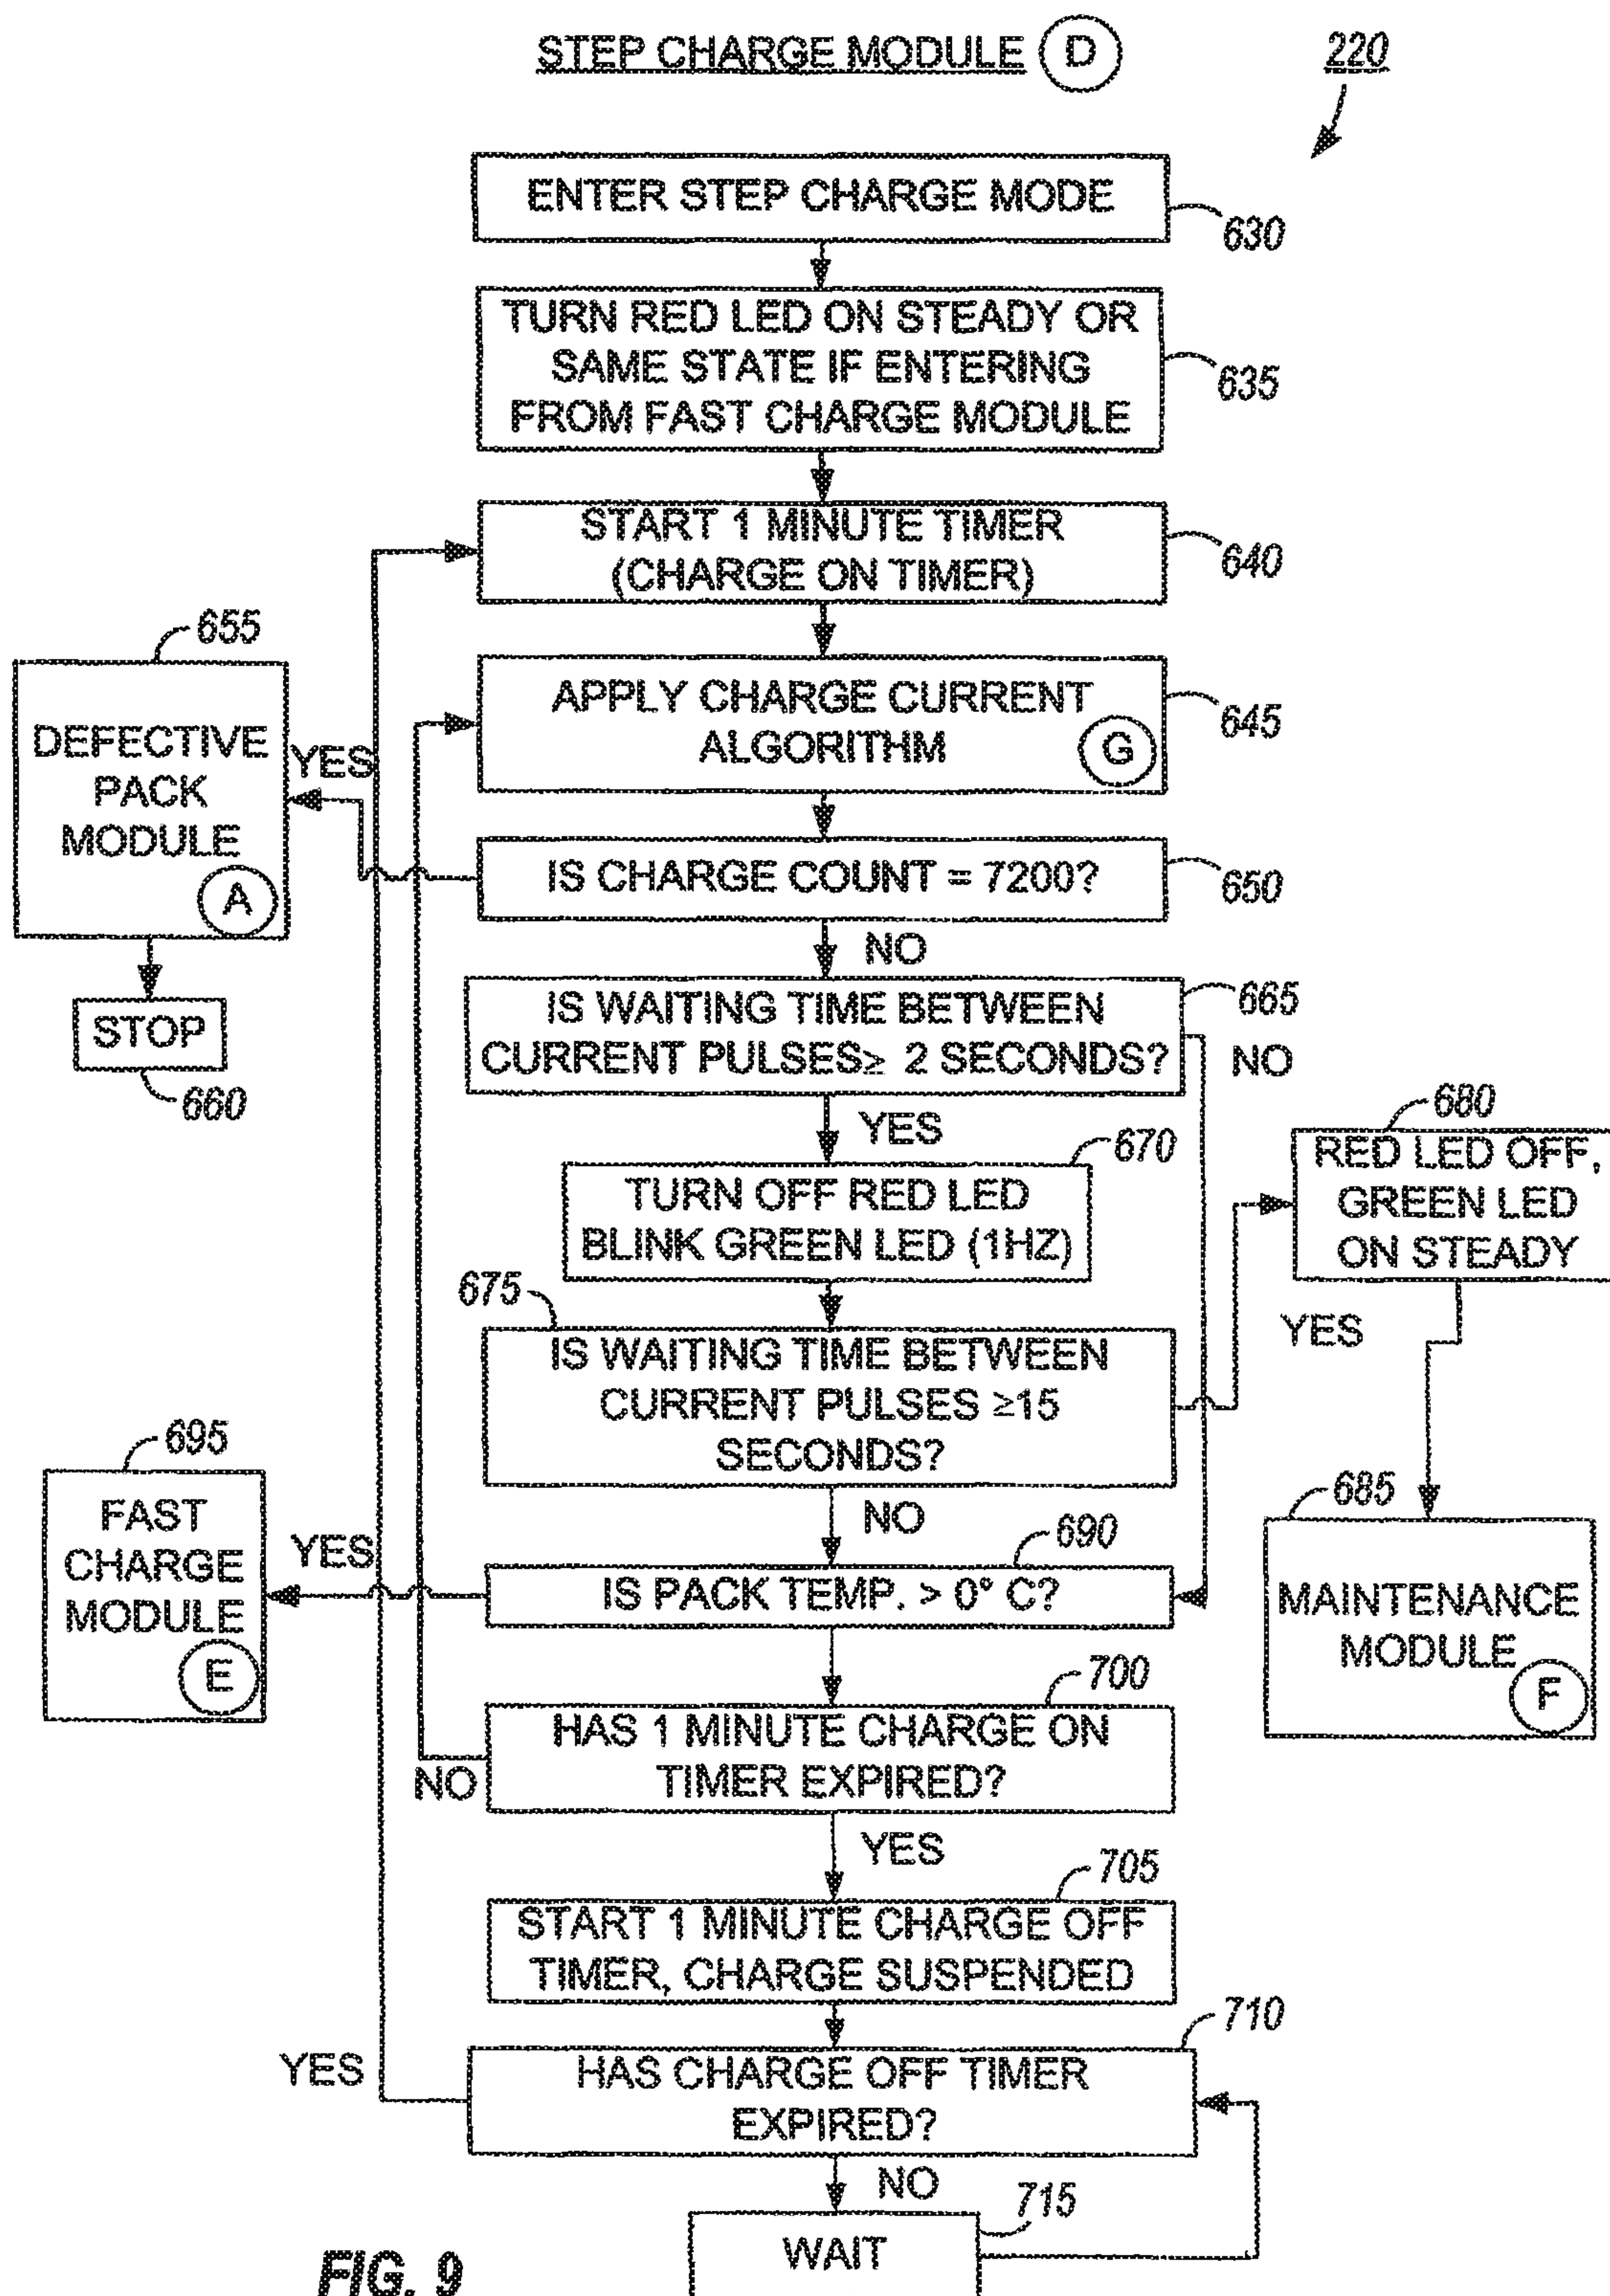 STEP CHARGE MODULE D
220
ENTER STEP CHARGE MODE
630
TURN RED LED ON STEADY OR
SAME STATE IF ENTERING
FROM FAST CHARGE MODULE
635
START 1 MINUTE TIMER
(CHARGE ON TIMER)
640
655
DEFECTIVE
PACK
MODULE
A
YES
APPLY CHARGE CURRENT
ALGORITHM
G
645
IS CHARGE COUNT = 7200?
650
NO
STOP
660
IS WAITING TIME BETWEEN
CURRENT PULSES≥ 2 SECONDS?
665
NO
YES
670
TURN OFF RED LED
BLINK GREEN LED (1HZ)
680
RED LED OFF,
GREEN LED
ON STEADY
YES
675
IS WAITING TIME BETWEEN
CURRENT PULSES ≥15
SECONDS?
NO
685
MAINTENANCE
MODULE
F
695
FAST
CHARGE
MODULE
E
YES
690
IS PACK TEMP. > 0° C?
700
HAS 1 MINUTE CHARGE ON
TIMER EXPIRED?
NO
YES
705
START 1 MINUTE CHARGE OFF
TIMER, CHARGE SUSPENDED
710
HAS CHARGE OFF TIMER
EXPIRED?
YES
NO
715
WAIT
FIG. 9